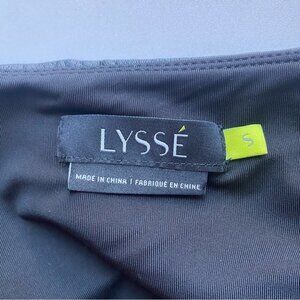 LYSSÉ
S
MADE IN CHINA | FABRIQUÉ EN CHINE